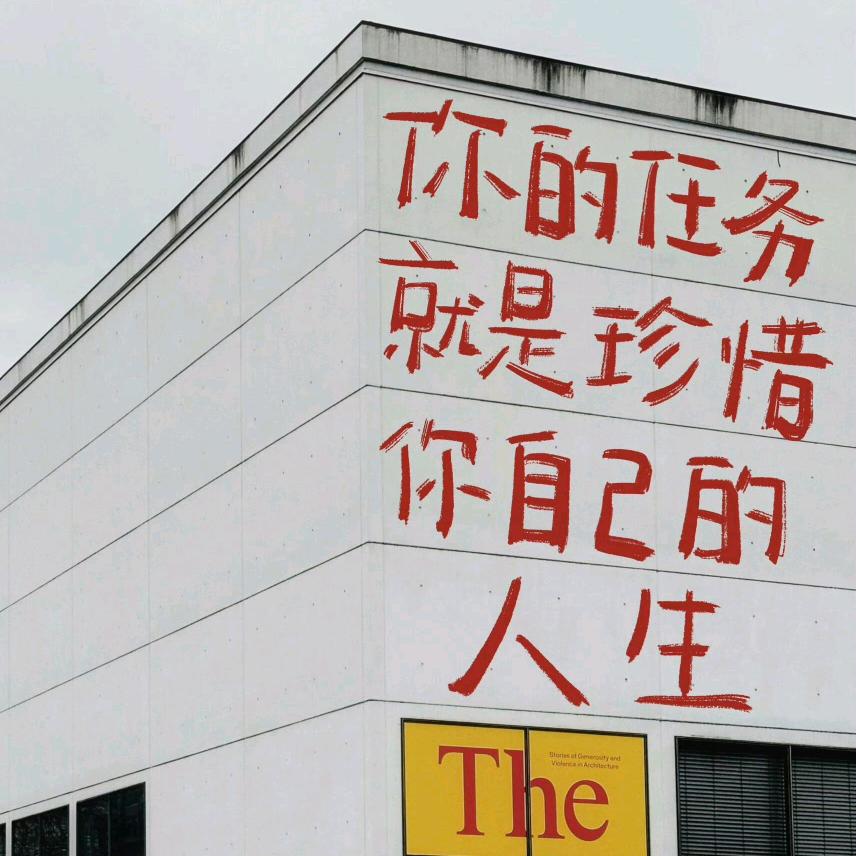 你的任务
就是珍惜
你自己的
人生
Stories of Generosity and
Violence in Architecture
The